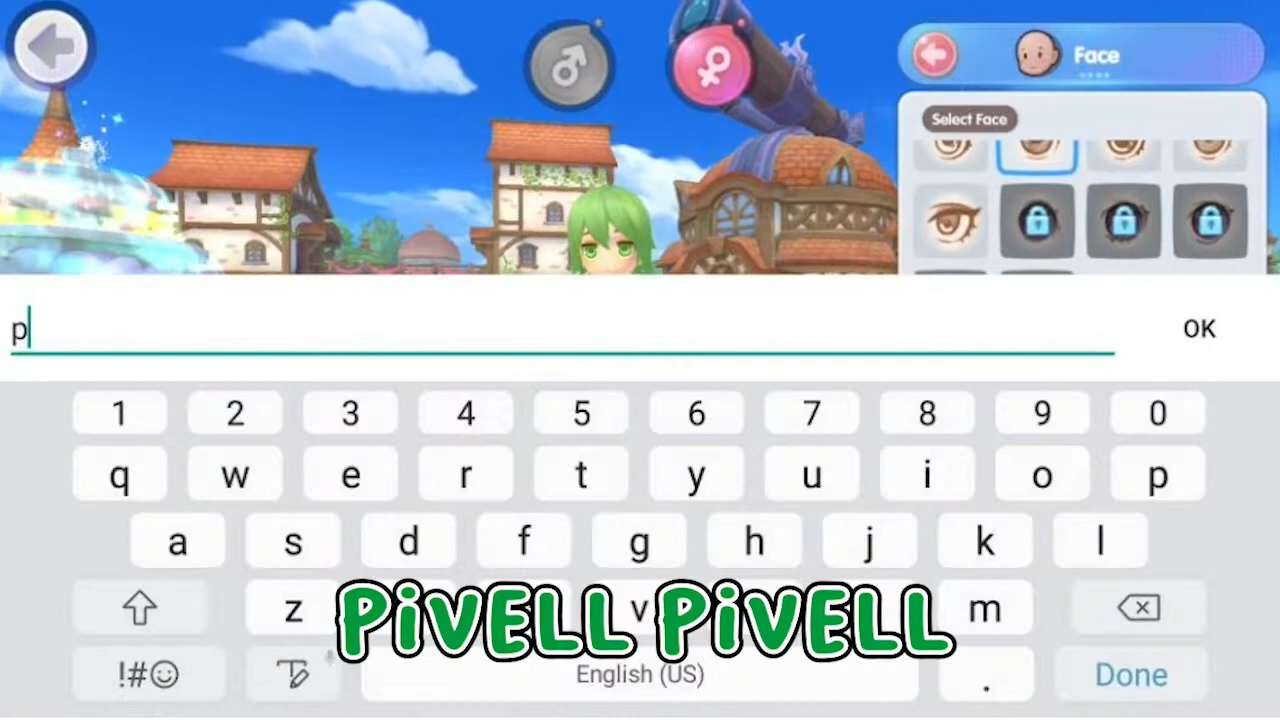 Face
Select Face
p
OK
1 2 3 4 5 6 7 8 9 0
q w e r t y u i o p
a s d f g h j k l
z v m
PiVELL PiVELL
!#☺ English (US) . Done